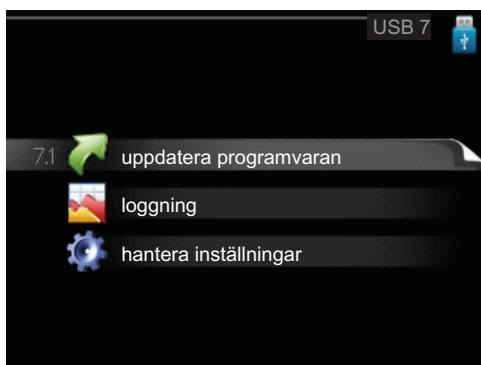 USB 7
7.1 uppdatera programvaran
loggning
hantera inställningar